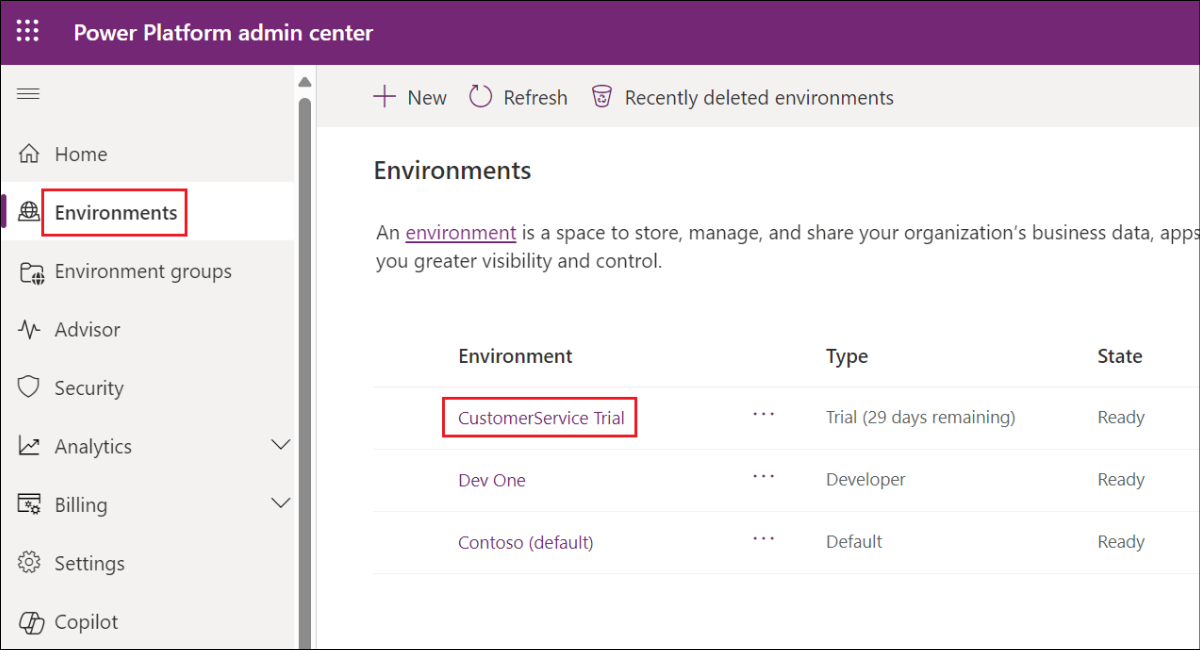 Power Platform admin center
Home
Environments
Environment groups
Advisor
Security
Analytics
Billing
Settings
Copilot
New Refresh Recently deleted environments
Environments
An environment is a space to store, manage, and share your organization’s business data, apps
you greater visibility and control.
Environment Type State
CustomerService Trial ··· Trial (29 days remaining) Ready
Dev One ··· Developer Ready
Contoso (default) ··· Default Ready